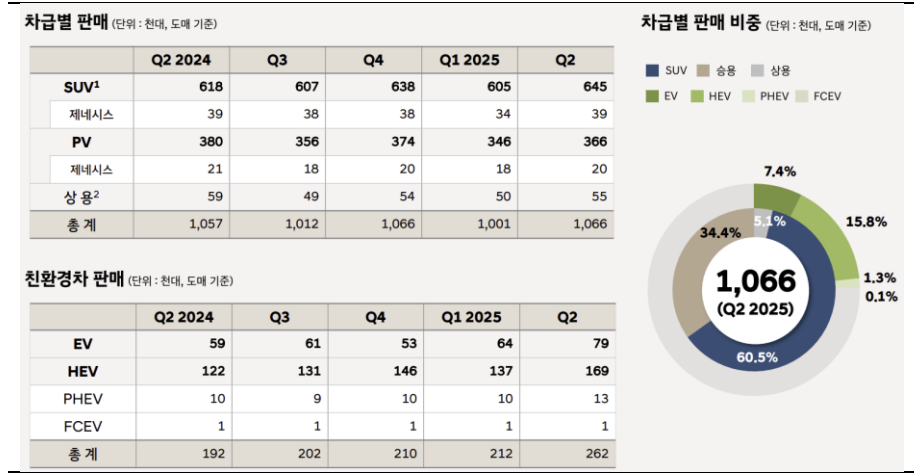 차급별 판매 (단위 : 천대, 도매 기준)
Q2 2024 Q3 Q4 Q1 2025 Q2
SUV¹ 618 607 638 605 645
제네시스 39 38 38 34 39
PV 380 356 374 346 366
제네시스 21 18 20 18 20
상 용² 59 49 54 50 55
총 계 1,057 1,012 1,066 1,001 1,066
친환경차 판매 (단위 : 천대, 도매 기준)
Q2 2024 Q3 Q4 Q1 2025 Q2
EV 59 61 53 64 79
HEV 122 131 146 137 169
PHEV 10 9 10 10 13
FCEV 1 1 1 1 1
총 계 192 202 210 212 262
차급별 판매 비중 (단위 : 천대, 도매 기준)
SUV 승용 상용
EV HEV PHEV FCEV
7.4%
5.1%
15.8%
34.4%
1.3%
0.1%
1,066
(Q2 2025)
60.5%